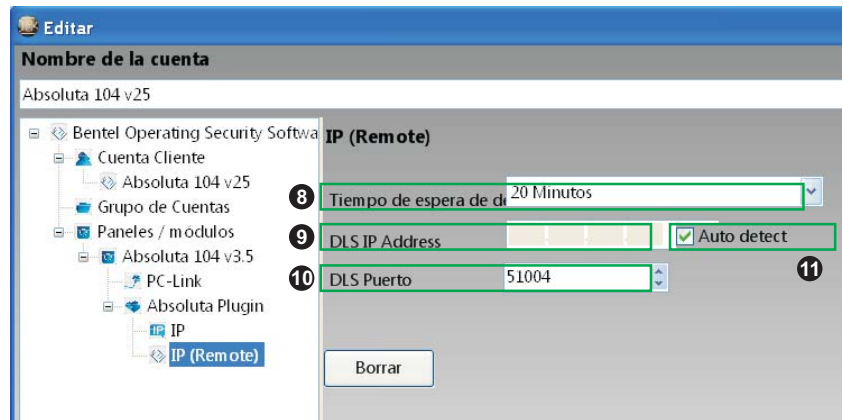 Editar
Nombre de la cuenta
Absoluta 104 v25
Bentel Operating Security Softwa
Cuenta Cliente
Absoluta 104 v25
Grupo de Cuentas
Paneles / módulos
Absoluta 104 v3.5
PC-Link
Absoluta Plugin
IP
IP (Remote)
IP (Remote)
8 Tiempo de espera de de 20 Minutos
9 DLS IP Address Auto detect 11
10 DLS Puerto 51004
Borrar